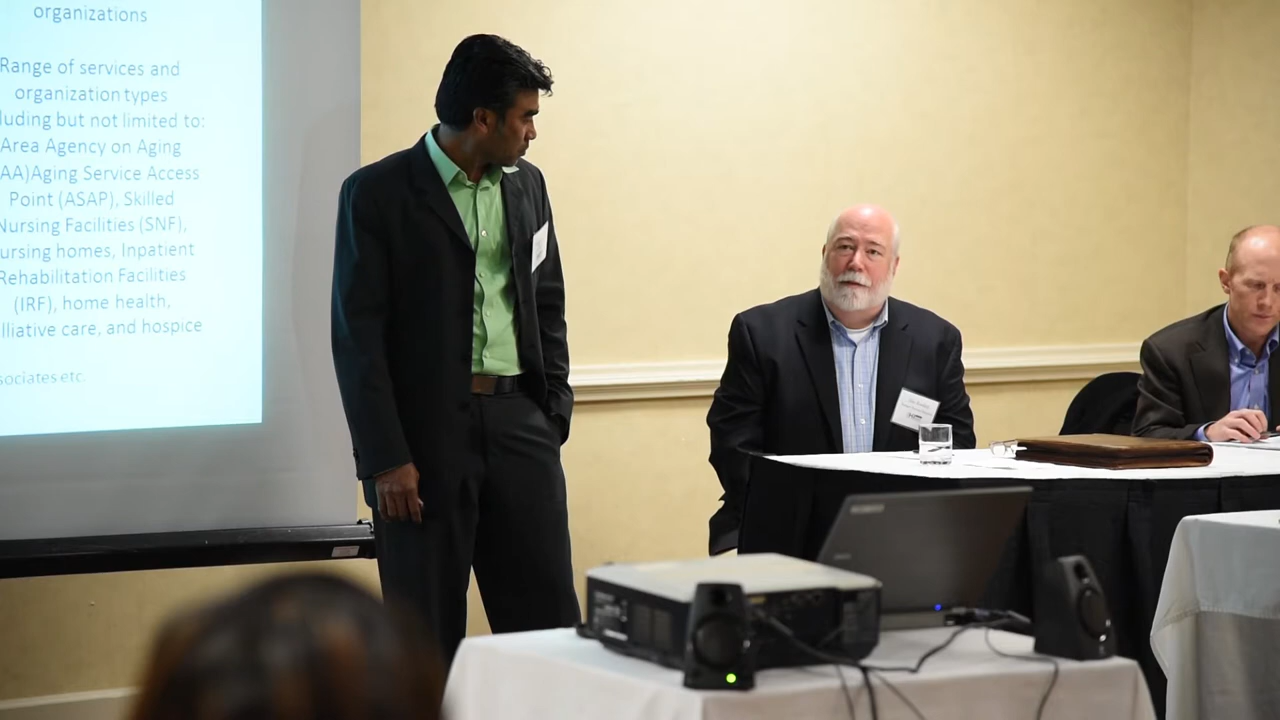 organizations
Range of services and
organization types
luding but not limited to:
Area Agency on Aging
AA)Aging Service Access
Point (ASAP), Skilled
Nursing Facilities (SNF),
ursing homes, Inpatient
Rehabilitation Facilities
(IRF), home health,
lliative care, and hospice
sociates etc.